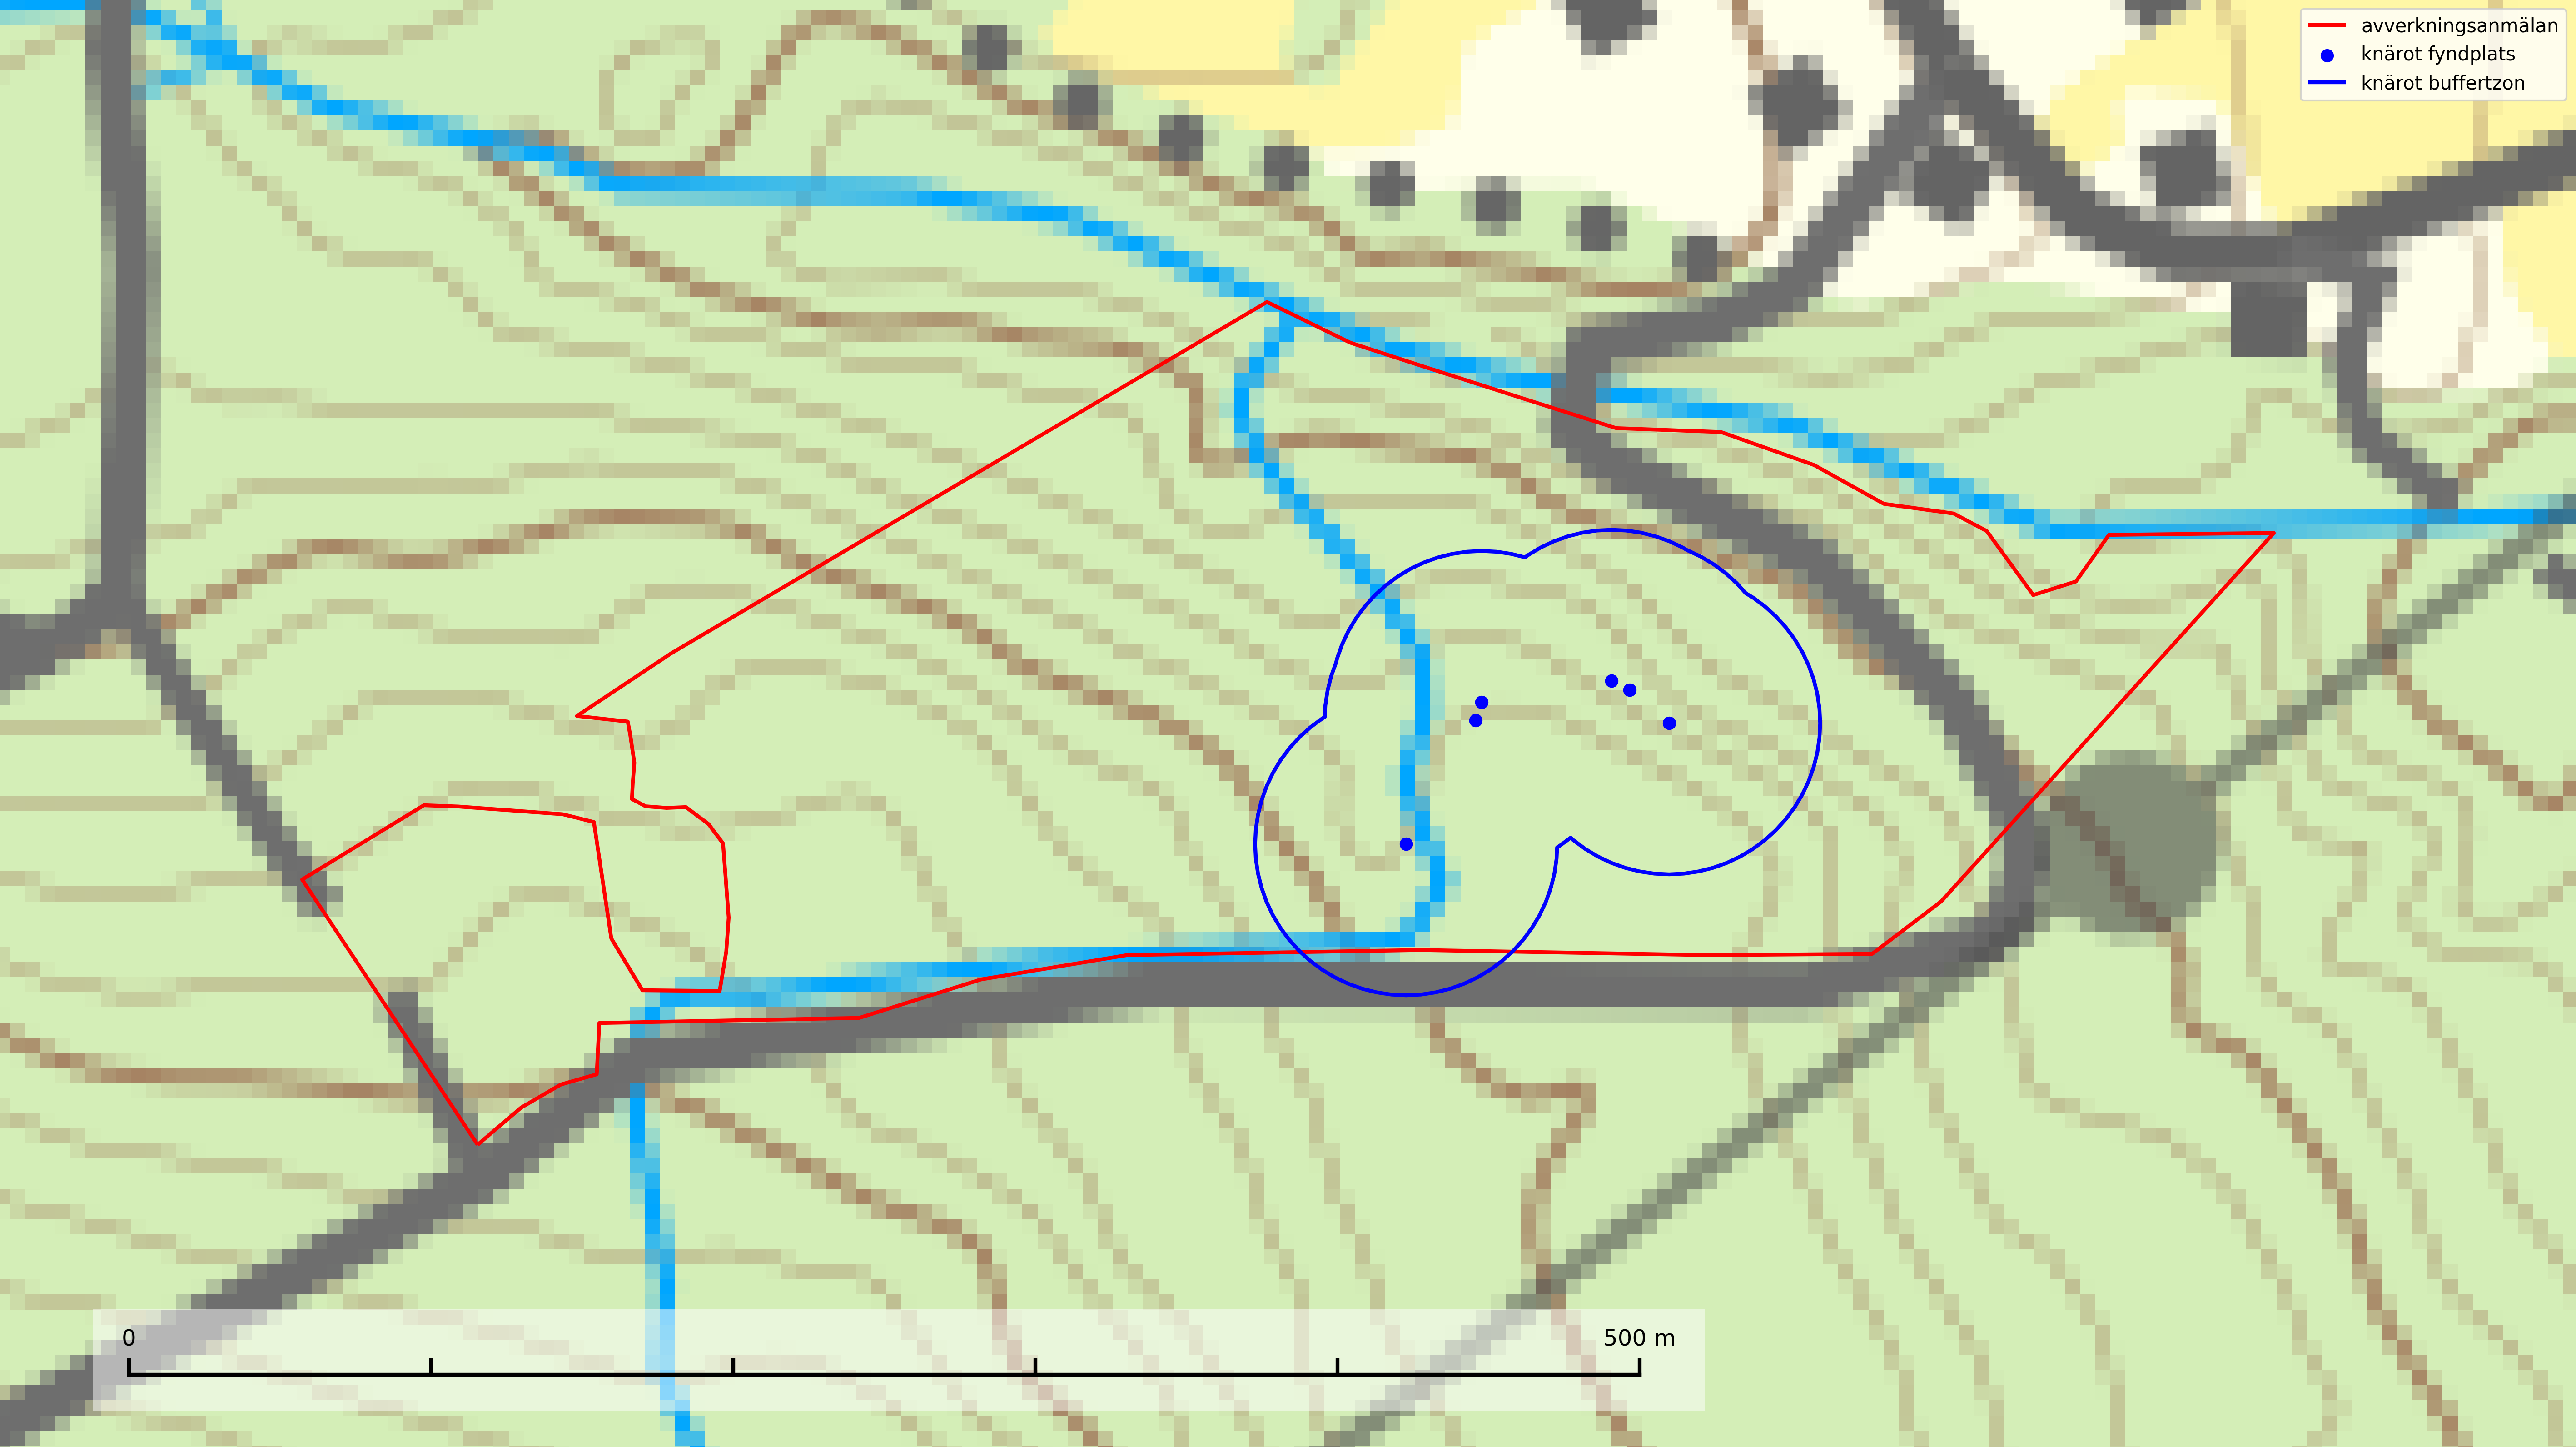 avverkningsanmälan
knärot fyndplats
knärot buffertzon
0 500 m